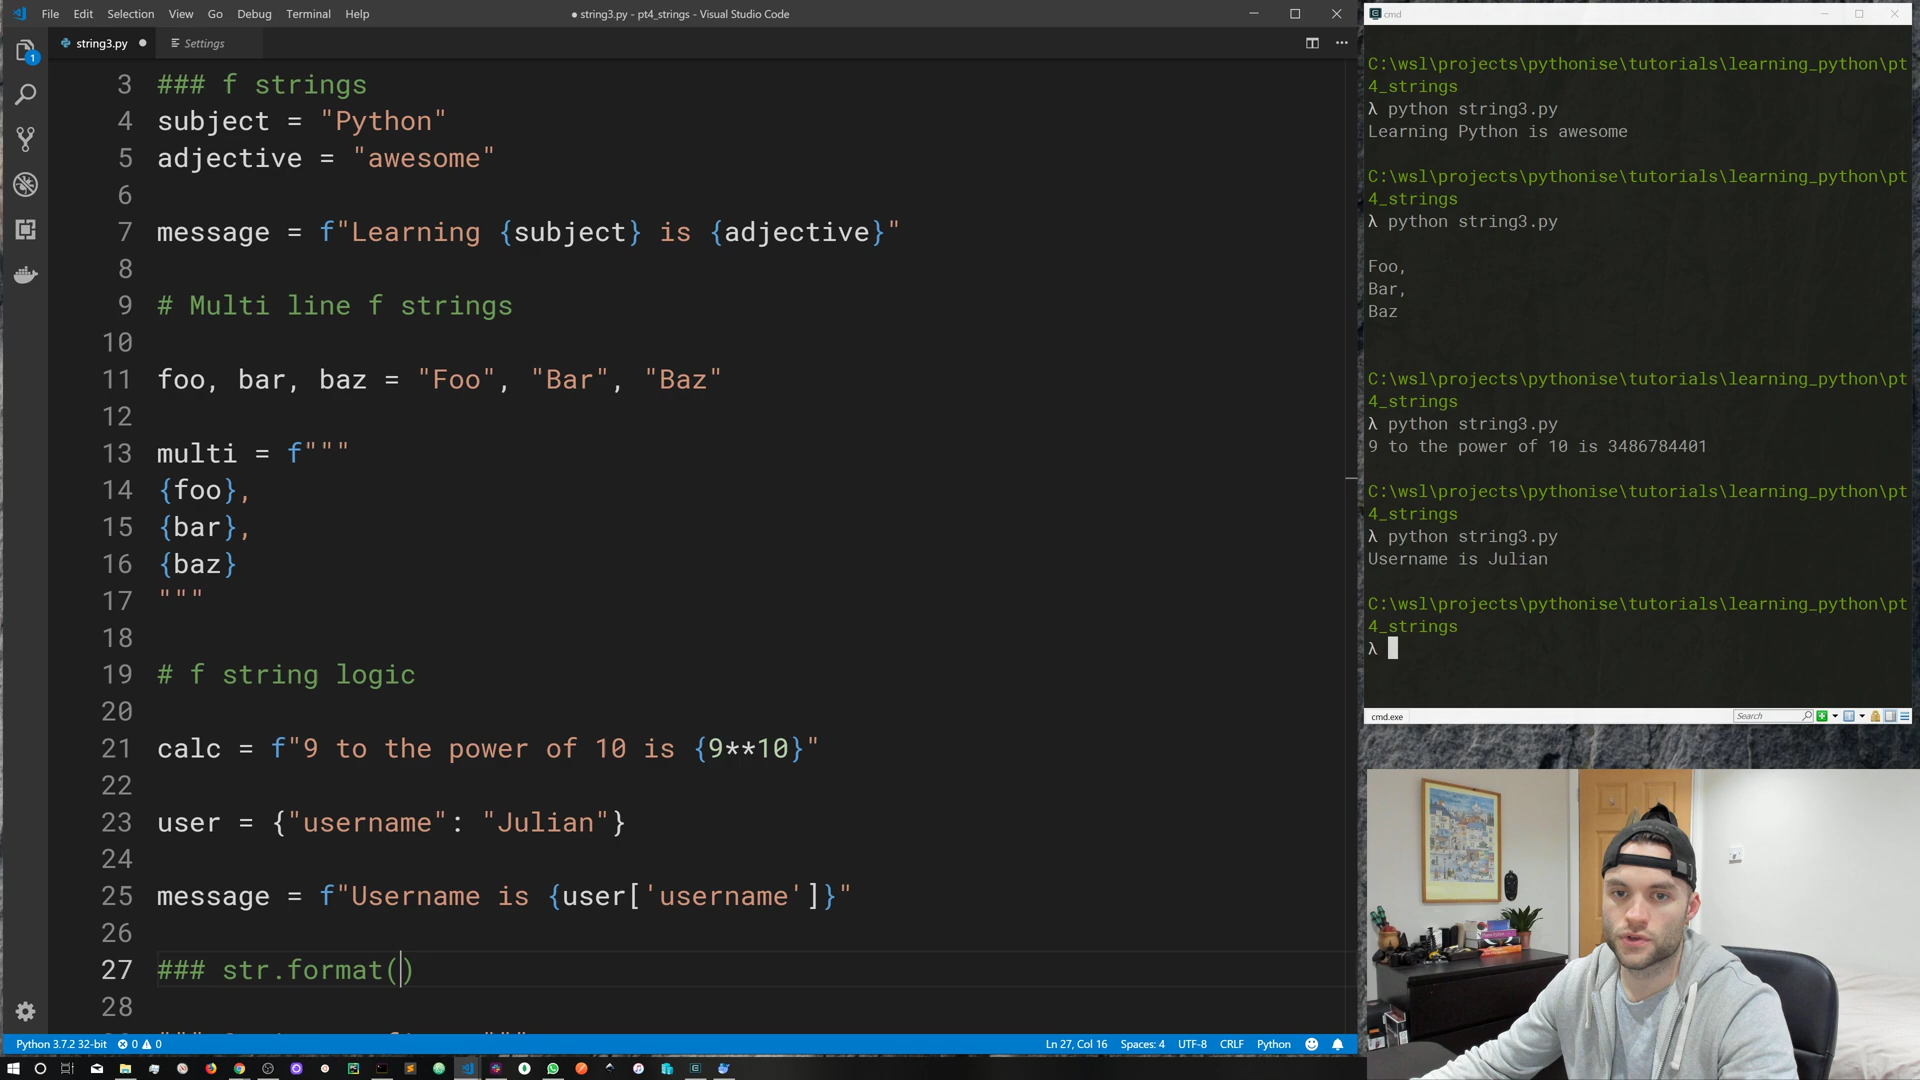 File Edit Selection View Go Debug Terminal Help
● string3.py - pt4_strings - Visual Studio Code
string3.py
Settings
1
3 ### f strings
4 subject = "Python"
5 adjective = "awesome"
6
7 message = f"Learning {subject} is {adjective}"
8
9 # Multi line f strings
10
11 foo, bar, baz = "Foo", "Bar", "Baz"
12
13 multi = f"""
14 {foo},
15 {bar},
16 {baz}
17 """
18
19 # f string logic
20
21 calc = f"9 to the power of 10 is {9**10}"
22
23 user = {"username": "Julian"}
24
25 message = f"Username is {user['username']}"
26
27 ### str.format()
28
Python 3.7.2 32-bit 0 0
Ln 27, Col 16 Spaces: 4 UTF-8 CRLF Python
cmd
C:\wsl\projects\pythonise\tutorials\learning_python\pt
4_strings
λ python string3.py
Learning Python is awesome
C:\wsl\projects\pythonise\tutorials\learning_python\pt
4_strings
λ python string3.py
Foo,
Bar,
Baz
C:\wsl\projects\pythonise\tutorials\learning_python\pt
4_strings
λ python string3.py
9 to the power of 10 is 3486784401
C:\wsl\projects\pythonise\tutorials\learning_python\pt
4_strings
λ python string3.py
Username is Julian
C:\wsl\projects\pythonise\tutorials\learning_python\pt
4_strings
λ
cmd.exe
Search